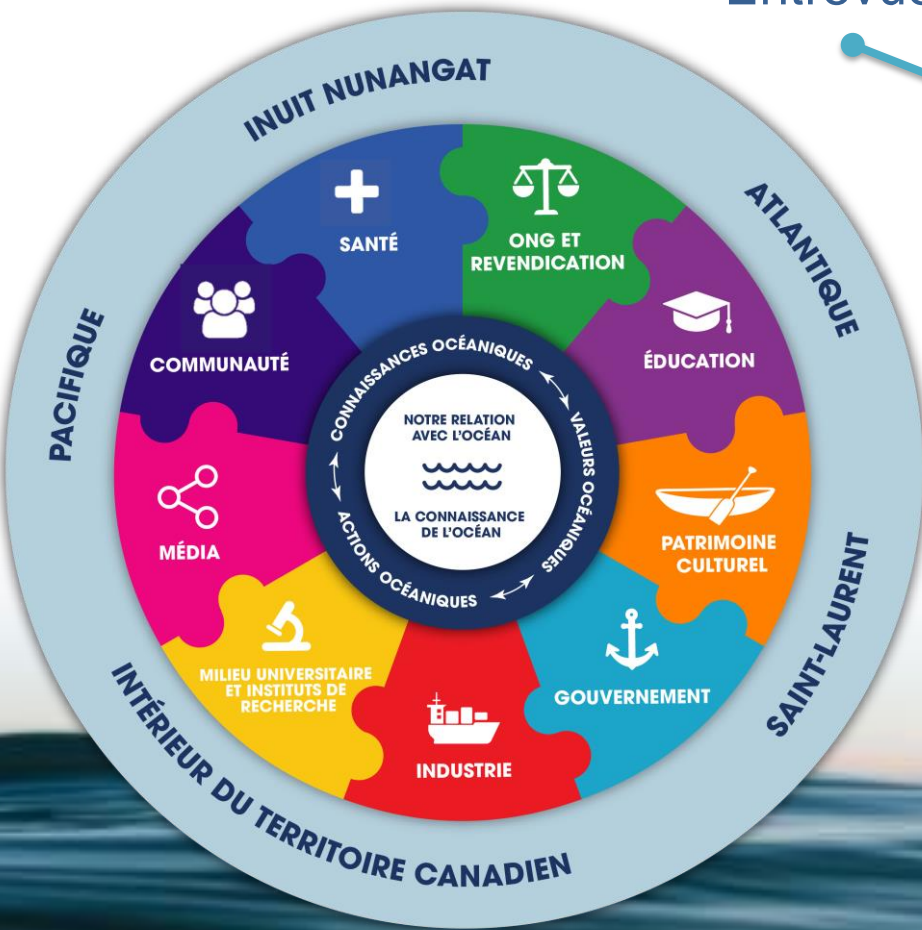 INUIT NUNANGAT
ATLANTIQUE
SAINT-LAURENT
INTÉRIEUR DU TERRITOIRE CANADIEN
PACIFIQUE
SANTÉ
ONG ET
REVENDICATION
ÉDUCATION
PATRIMOINE
CULTUREL
GOUVERNEMENT
INDUSTRIE
MILIEU UNIVERSITAIRE
ET INSTITUTS DE
RECHERCHE
MÉDIA
COMMUNAUTÉ
CONNAISSANCES OCÉANIQUES
VALEURS OCÉANIQUES
ACTIONS OCÉANIQUES
NOTRE RELATION
AVEC L'OCÉAN
LA CONNAISSANCE
DE L'OCÉAN